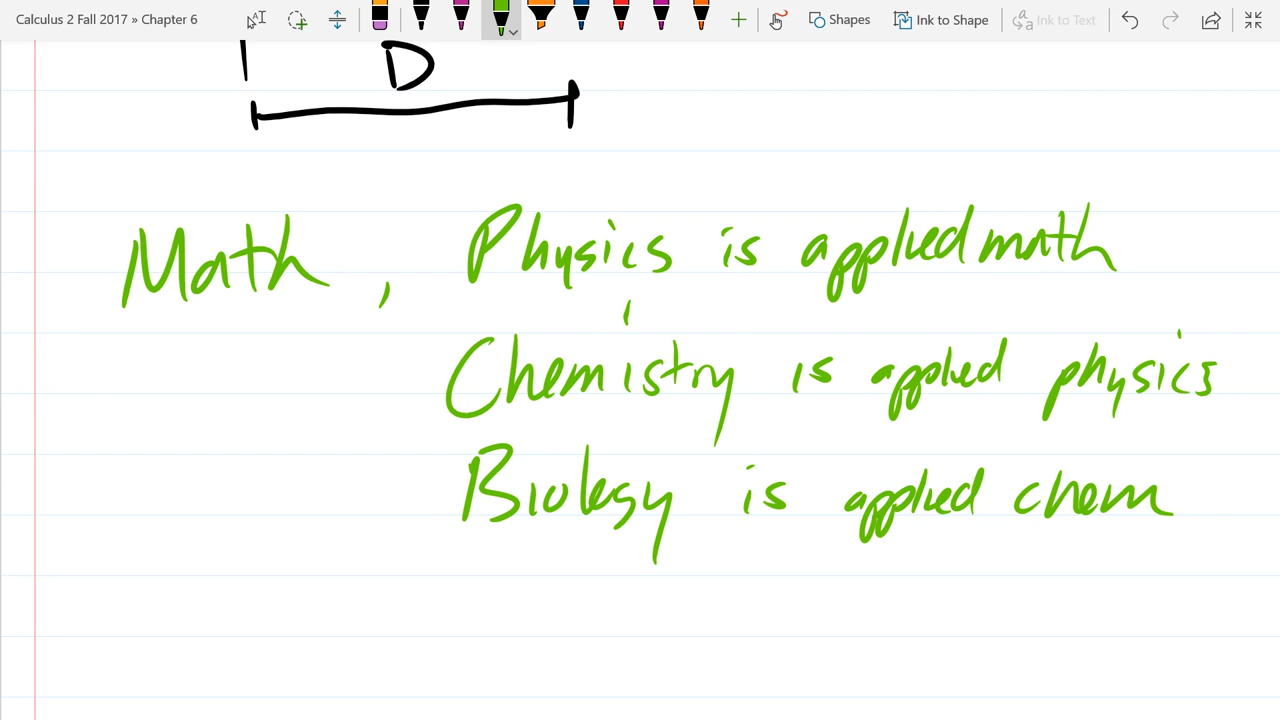 Calculus 2 Fall 2017 » Chapter 6 Shapes Ink to Shape Ink to Text
D
Math, Physics is applied math
Chemistry is applied physics
Biology is applied chem